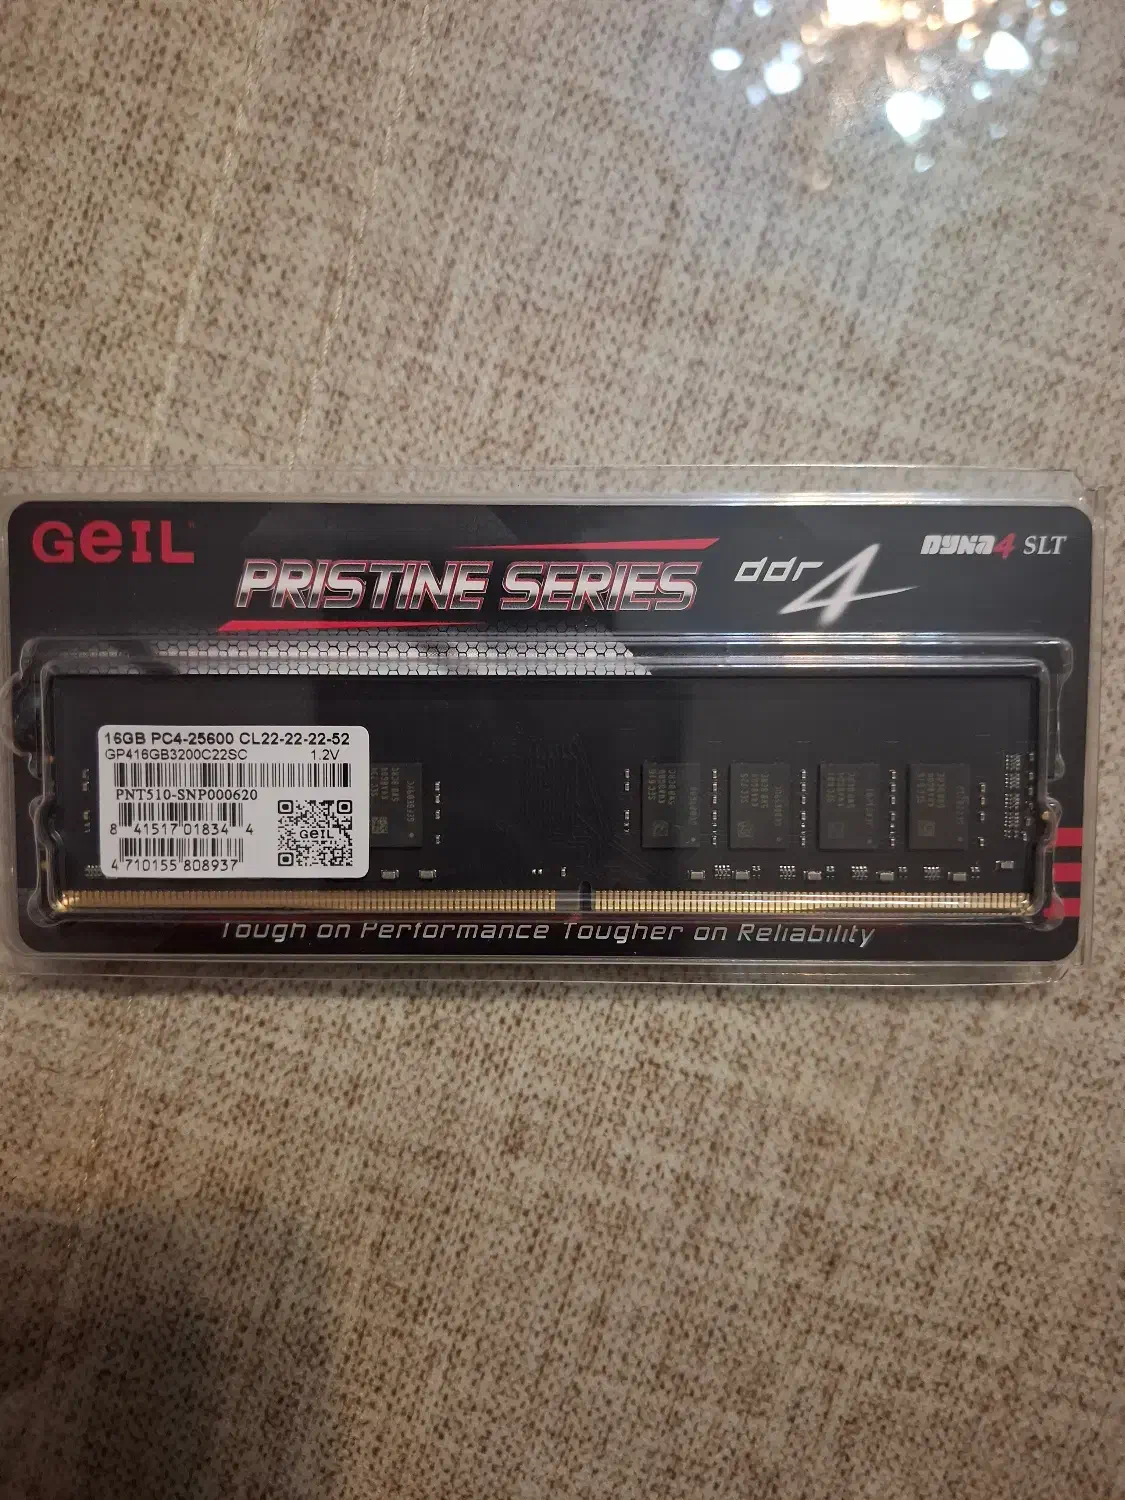 GeIL
PRISTINE SERIES
ddr4
DYNA4 SLT
16GB PC4-25600 CL22-22-22-52
GP416GB3200C22SC 1.2V
PNT510-SNP000620
8 41517 01834 4
GeIL
4 710155 808937
Tough on Performance Tougher on Reliability